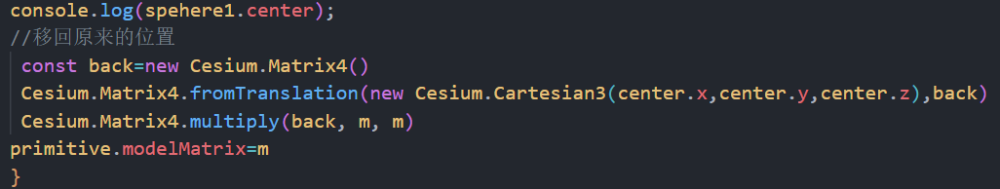 console.log(spehere1.center);
//移回原来的位置
const back=new Cesium.Matrix4()
Cesium.Matrix4.fromTranslation(new Cesium.Cartesian3(center.x,center.y,center.z),back)
Cesium.Matrix4.multiply(back, m, m)
primitive.modelMatrix=m
}